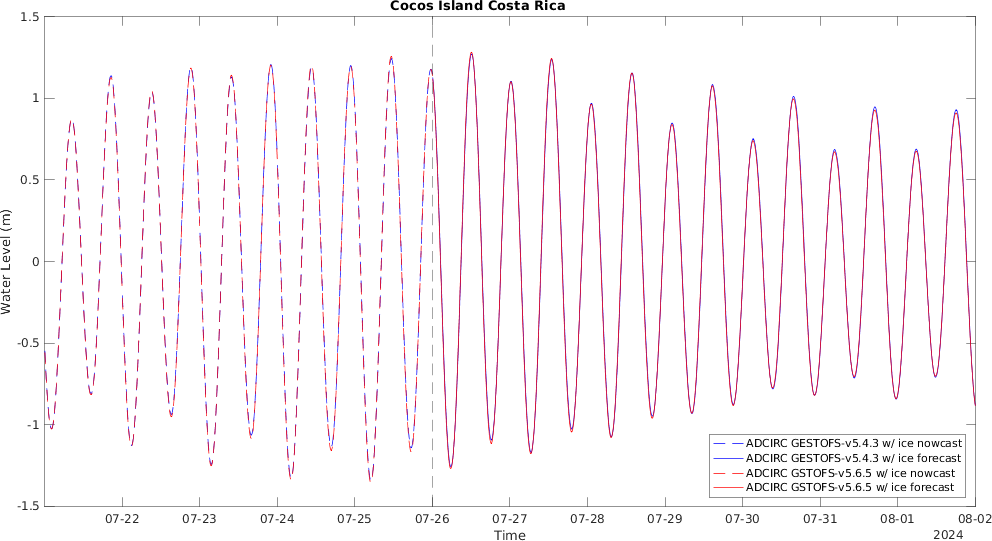 Cocos Island Costa Rica
1.5
1
0.5
0
-0.5
-1
-1.5
Water Level (m)
ADCIRC GESTOFS-v5.4.3 w/ ice nowcast
ADCIRC GESTOFS-v5.4.3 w/ ice forecast
ADCIRC GSTOFS-v5.6.5 w/ ice nowcast
ADCIRC GSTOFS-v5.6.5 w/ ice forecast
07-22 07-23 07-24 07-25 07-26 07-27 07-28 07-29 07-30 07-31 08-01 08-02
Time
2024